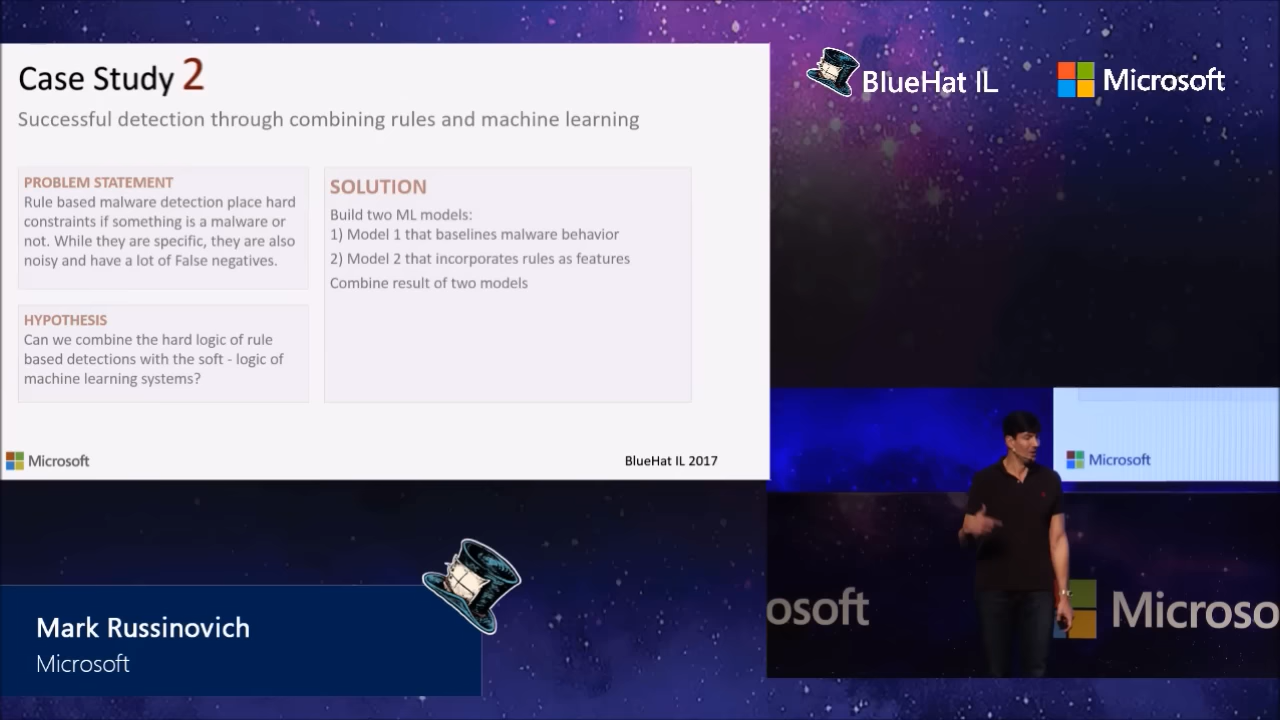 Case Study 2
Successful detection through combining rules and machine learning
PROBLEM STATEMENT
Rule based malware detection place hard
constraints if something is a malware or
not. While they are specific, they are also
noisy and have a lot of False negatives.
HYPOTHESIS
Can we combine the hard logic of rule
based detections with the soft - logic of
machine learning systems?
SOLUTION
Build two ML models:
1) Model 1 that baselines malware behavior
2) Model 2 that incorporates rules as features
Combine result of two models
Microsoft
BlueHat IL 2017
BlueHat IL
Microsoft
Microsoft
osoft
Microso
Mark Russinovich
Microsoft